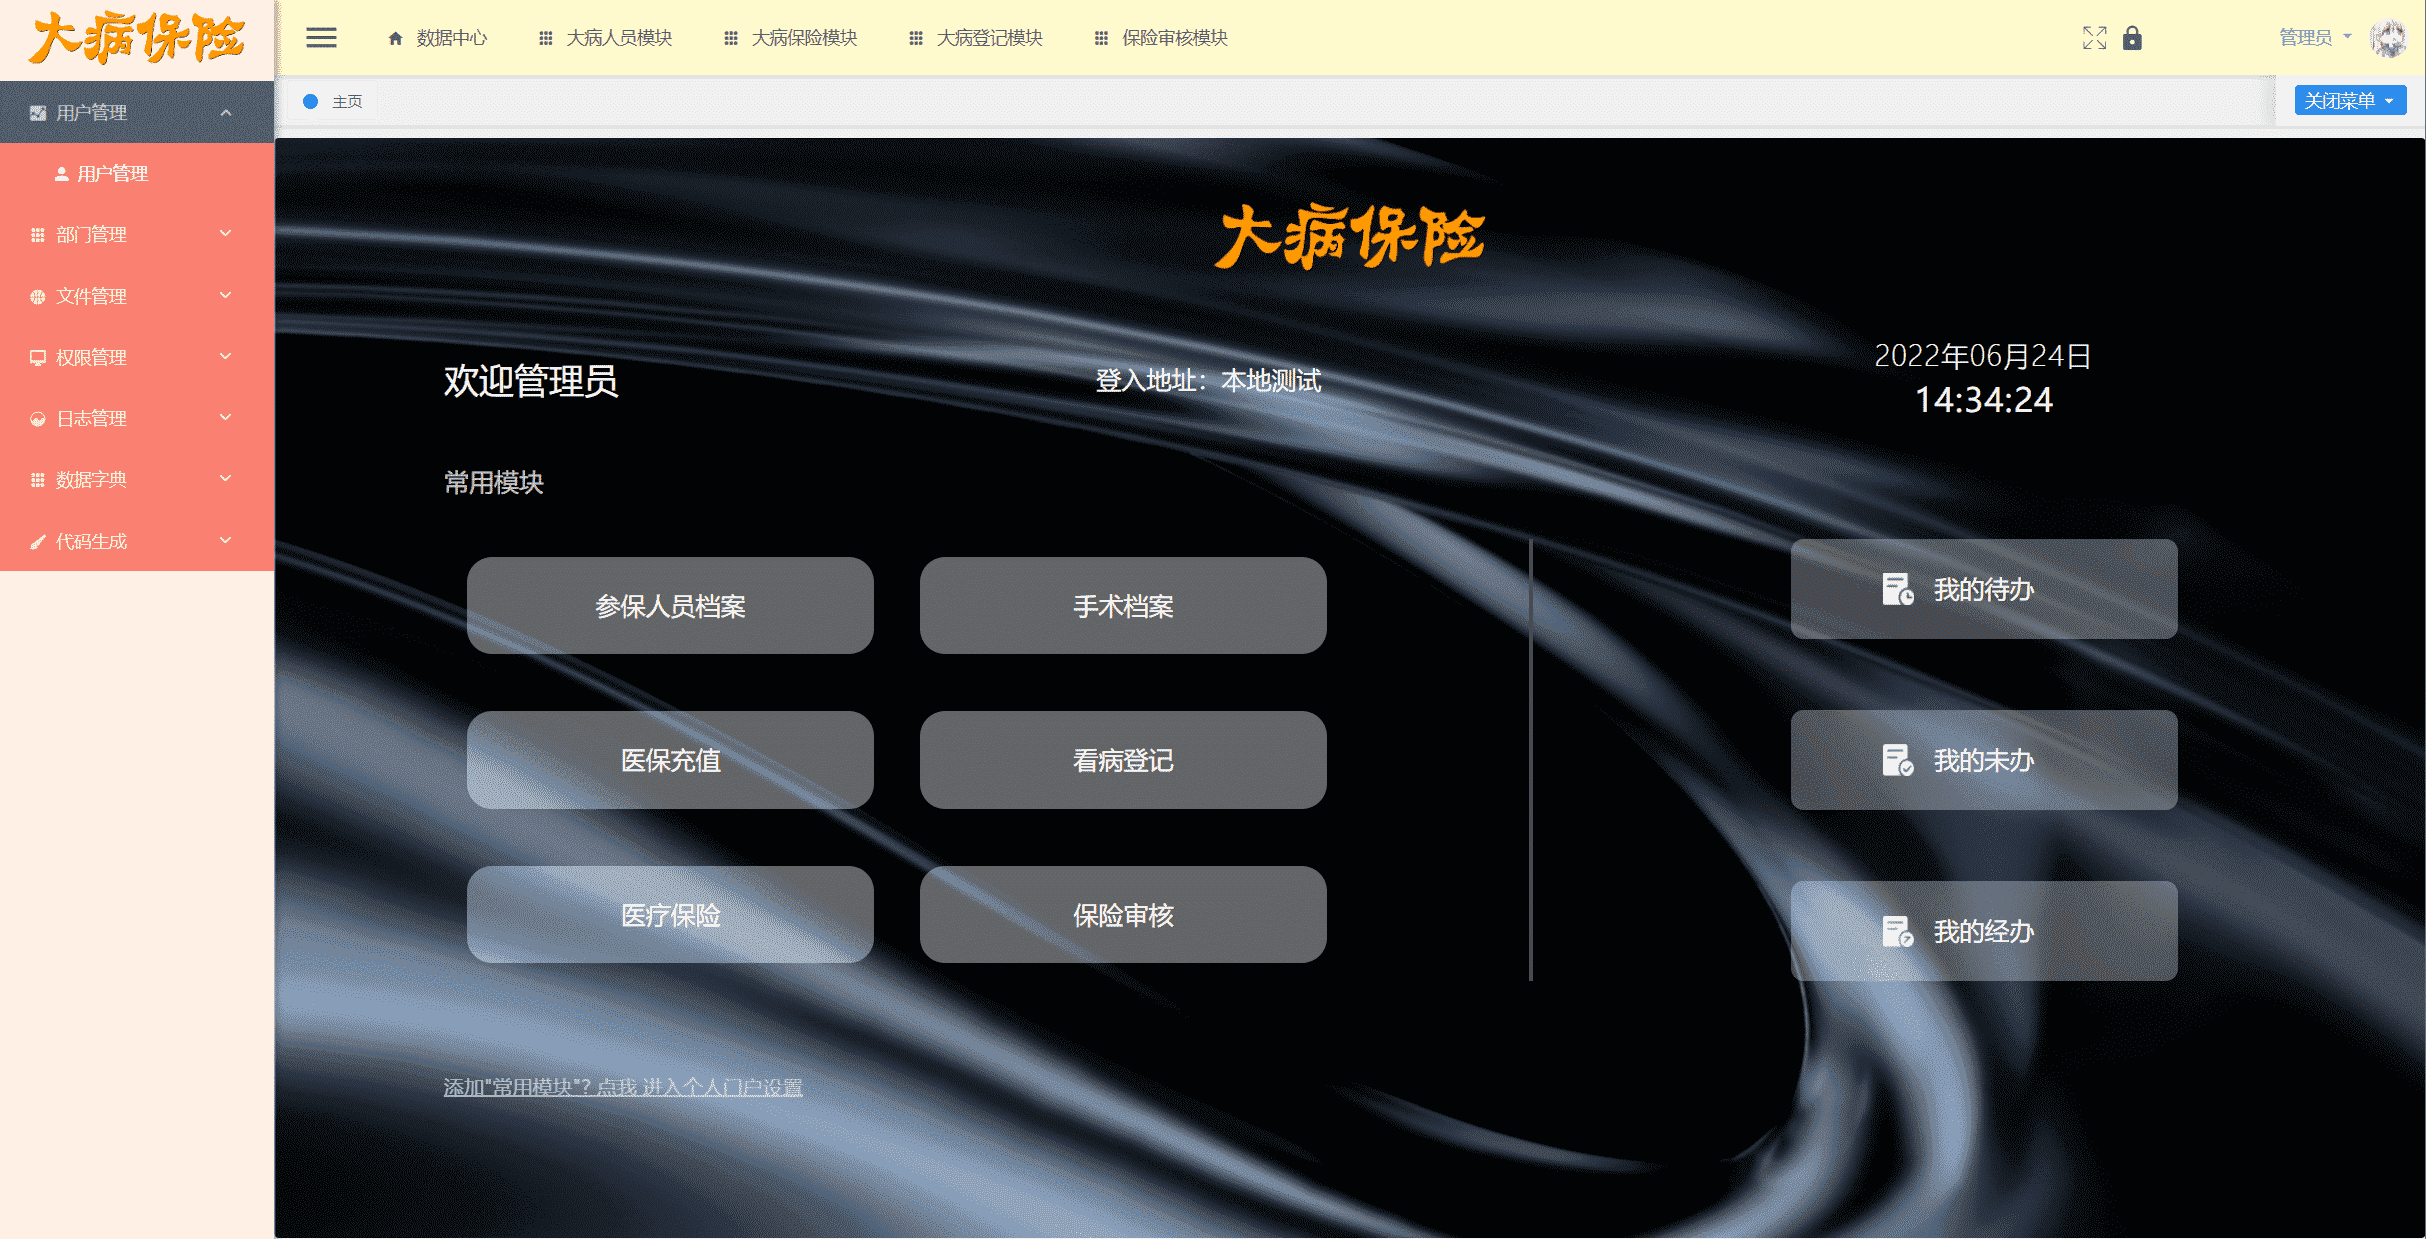 大病保险
数据中心
大病人员模块
大病保险模块
大病登记模块
保险审核模块
管理员
主页
关闭菜单
用户管理
用户管理
部门管理
文件管理
权限管理
日志管理
数据字典
代码生成
大病保险
欢迎管理员
登入地址：本地测试
2022年06月24日
14:34:24
常用模块
参保人员档案
手术档案
我的待办
医保充值
看病登记
我的未办
医疗保险
保险审核
我的经办
添加"常用模块"? 点我 进入个人门户设置